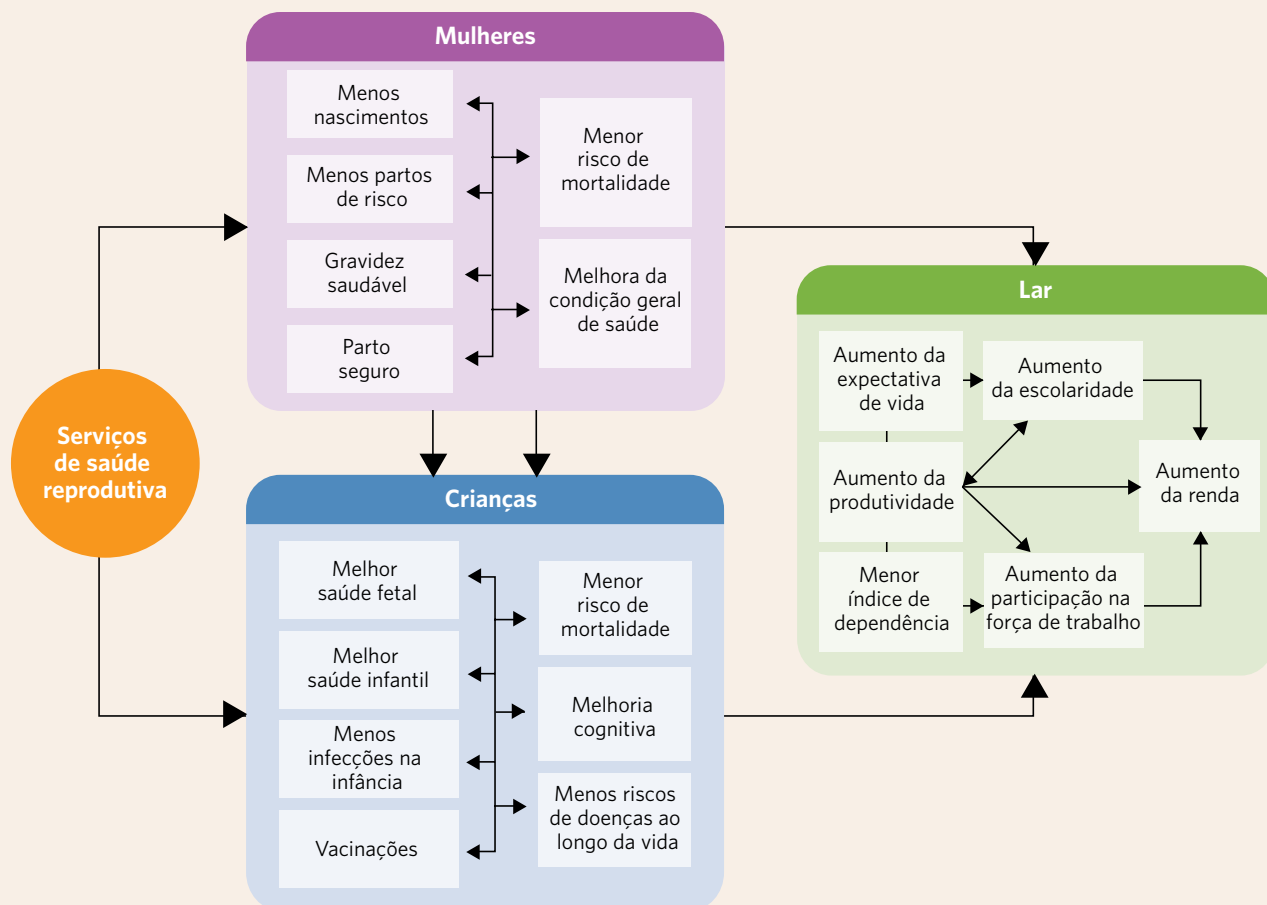 Mulheres
Menos
nascimentos
Menos partos
de risco
Gravidez
saudável
Parto
seguro
Menor
risco de
mortalidade
Melhora da
condição geral
de saúde
Serviços
de saúde
reprodutiva
Crianças
Melhor
saúde fetal
Melhor
saúde infantil
Menos
infecções na
infância
Vacinações
Menor
risco de
mortalidade
Melhoria
cognitiva
Menos riscos
de doenças ao
longo da vida
Lar
Aumento da
expectativa
de vida
Aumento da
produtividade
Menor
índice de
dependência
Aumento
da escolaridade
Aumento da
participação na
força de trabalho
Aumento
da renda